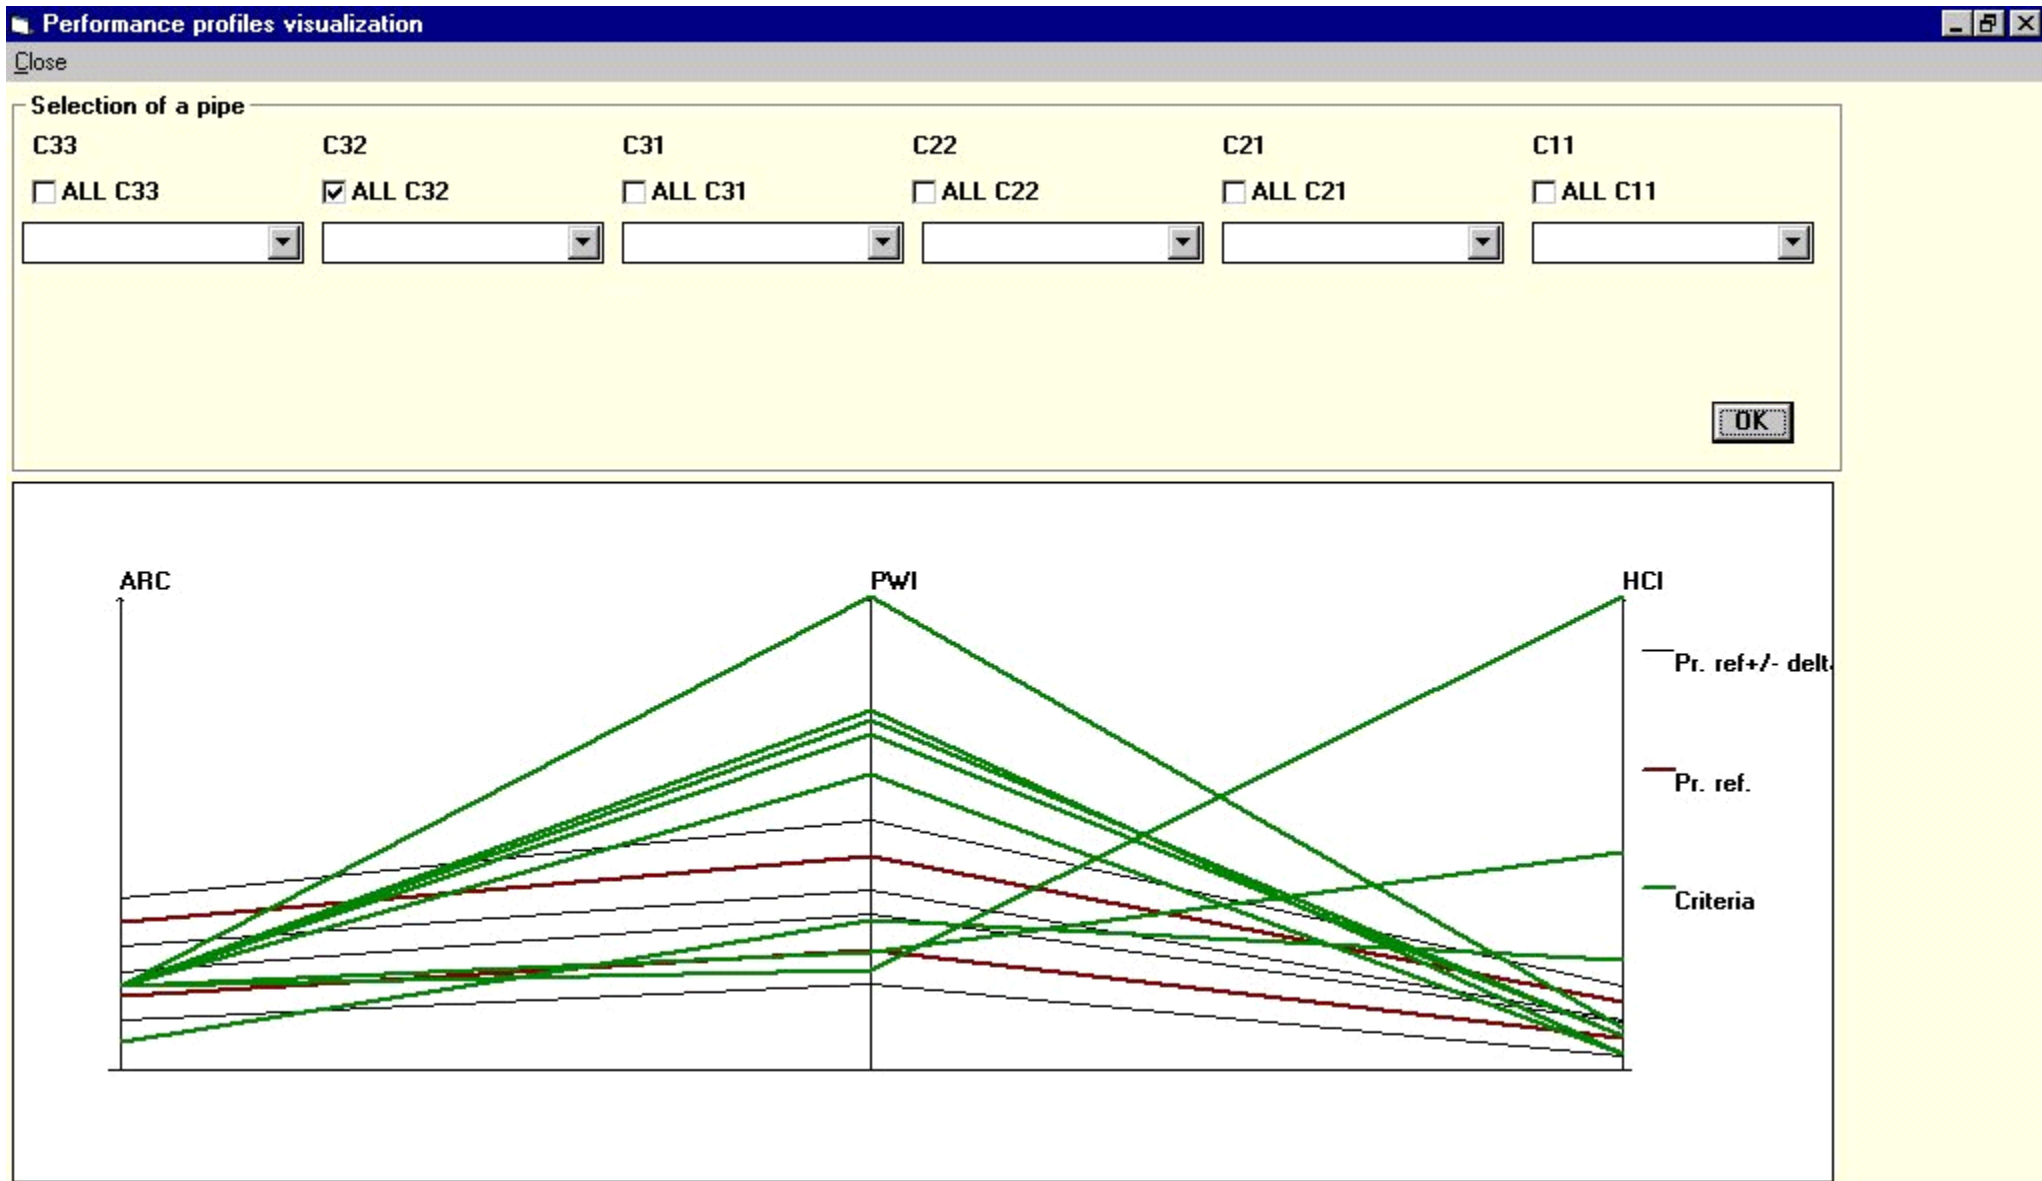 Performance profiles visualization
Close
Selection of a pipe
C33 C32 C31 C22 C21 C11
ALL C33 ALL C32 ALL C31 ALL C22 ALL C21 ALL C11
OK
ARC PWI HCI
Pr. ref+/- delt
Pr. ref.
Criteria